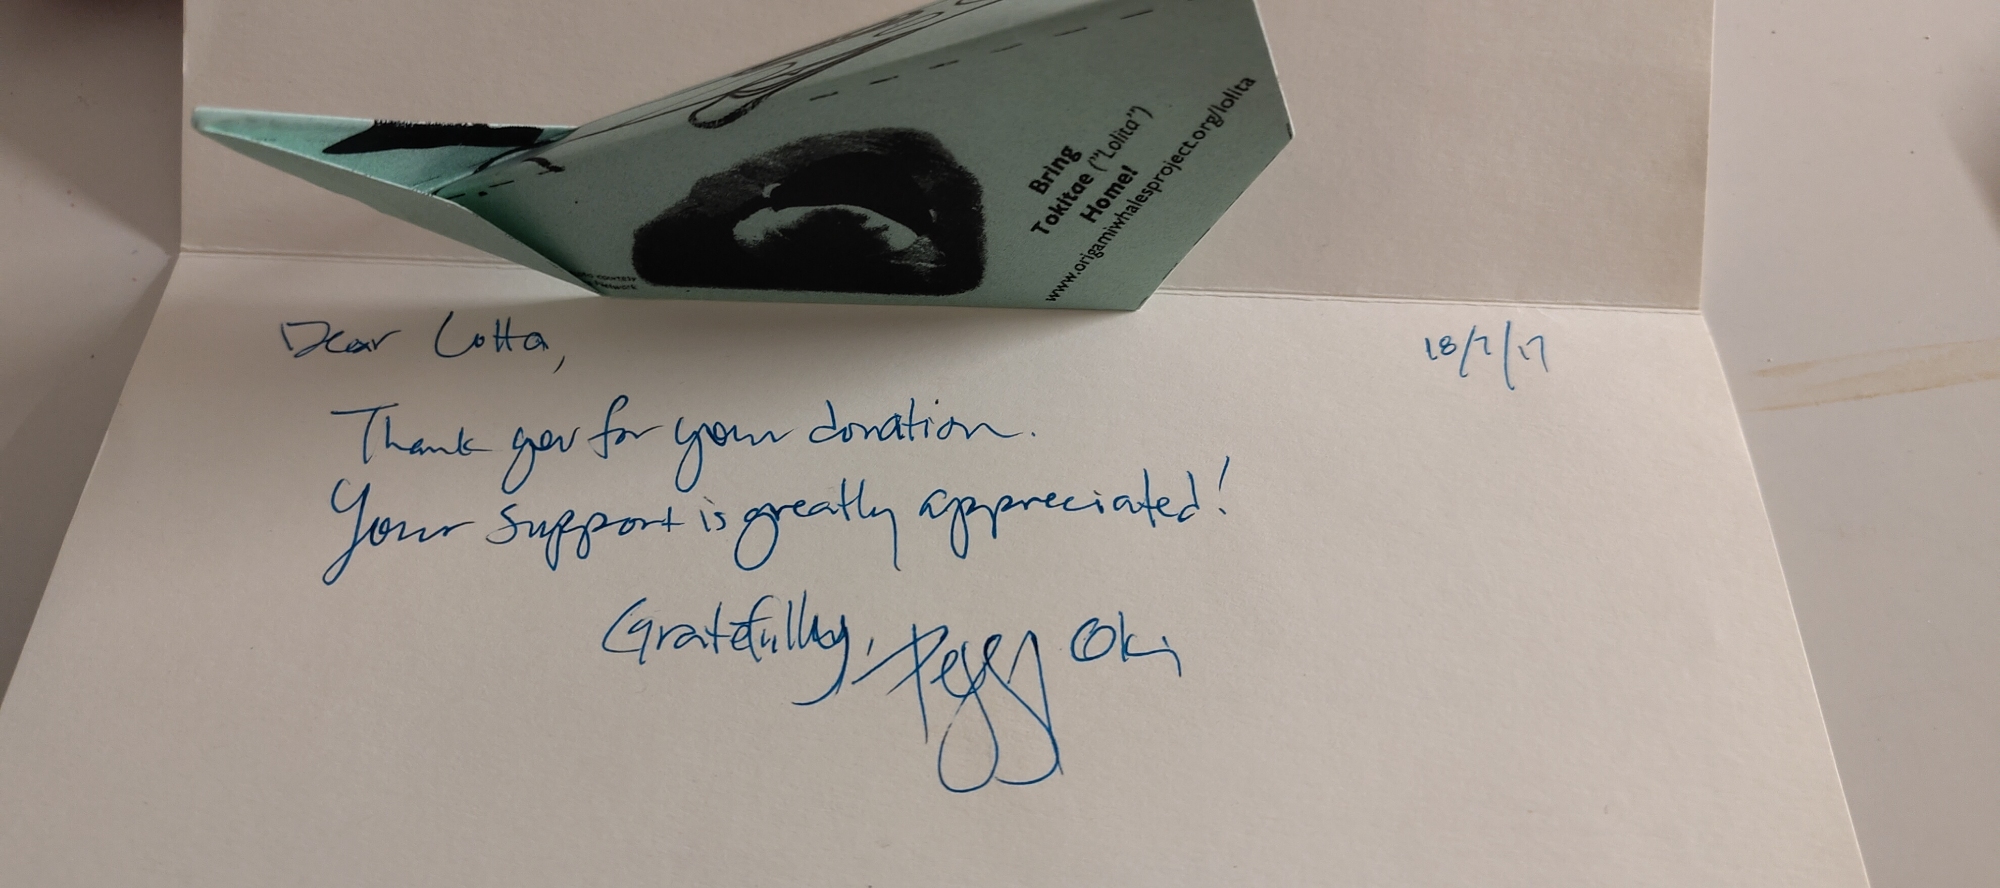 Bring
Tokitae ("Lolita")
Home!
www.origamiwhalesproject.org/lolita
courtesy
Dear Lotta,
18/7/17
Thank you for your donation.
Your support is greatly appreciated!
Gratefully, Peggy Oki